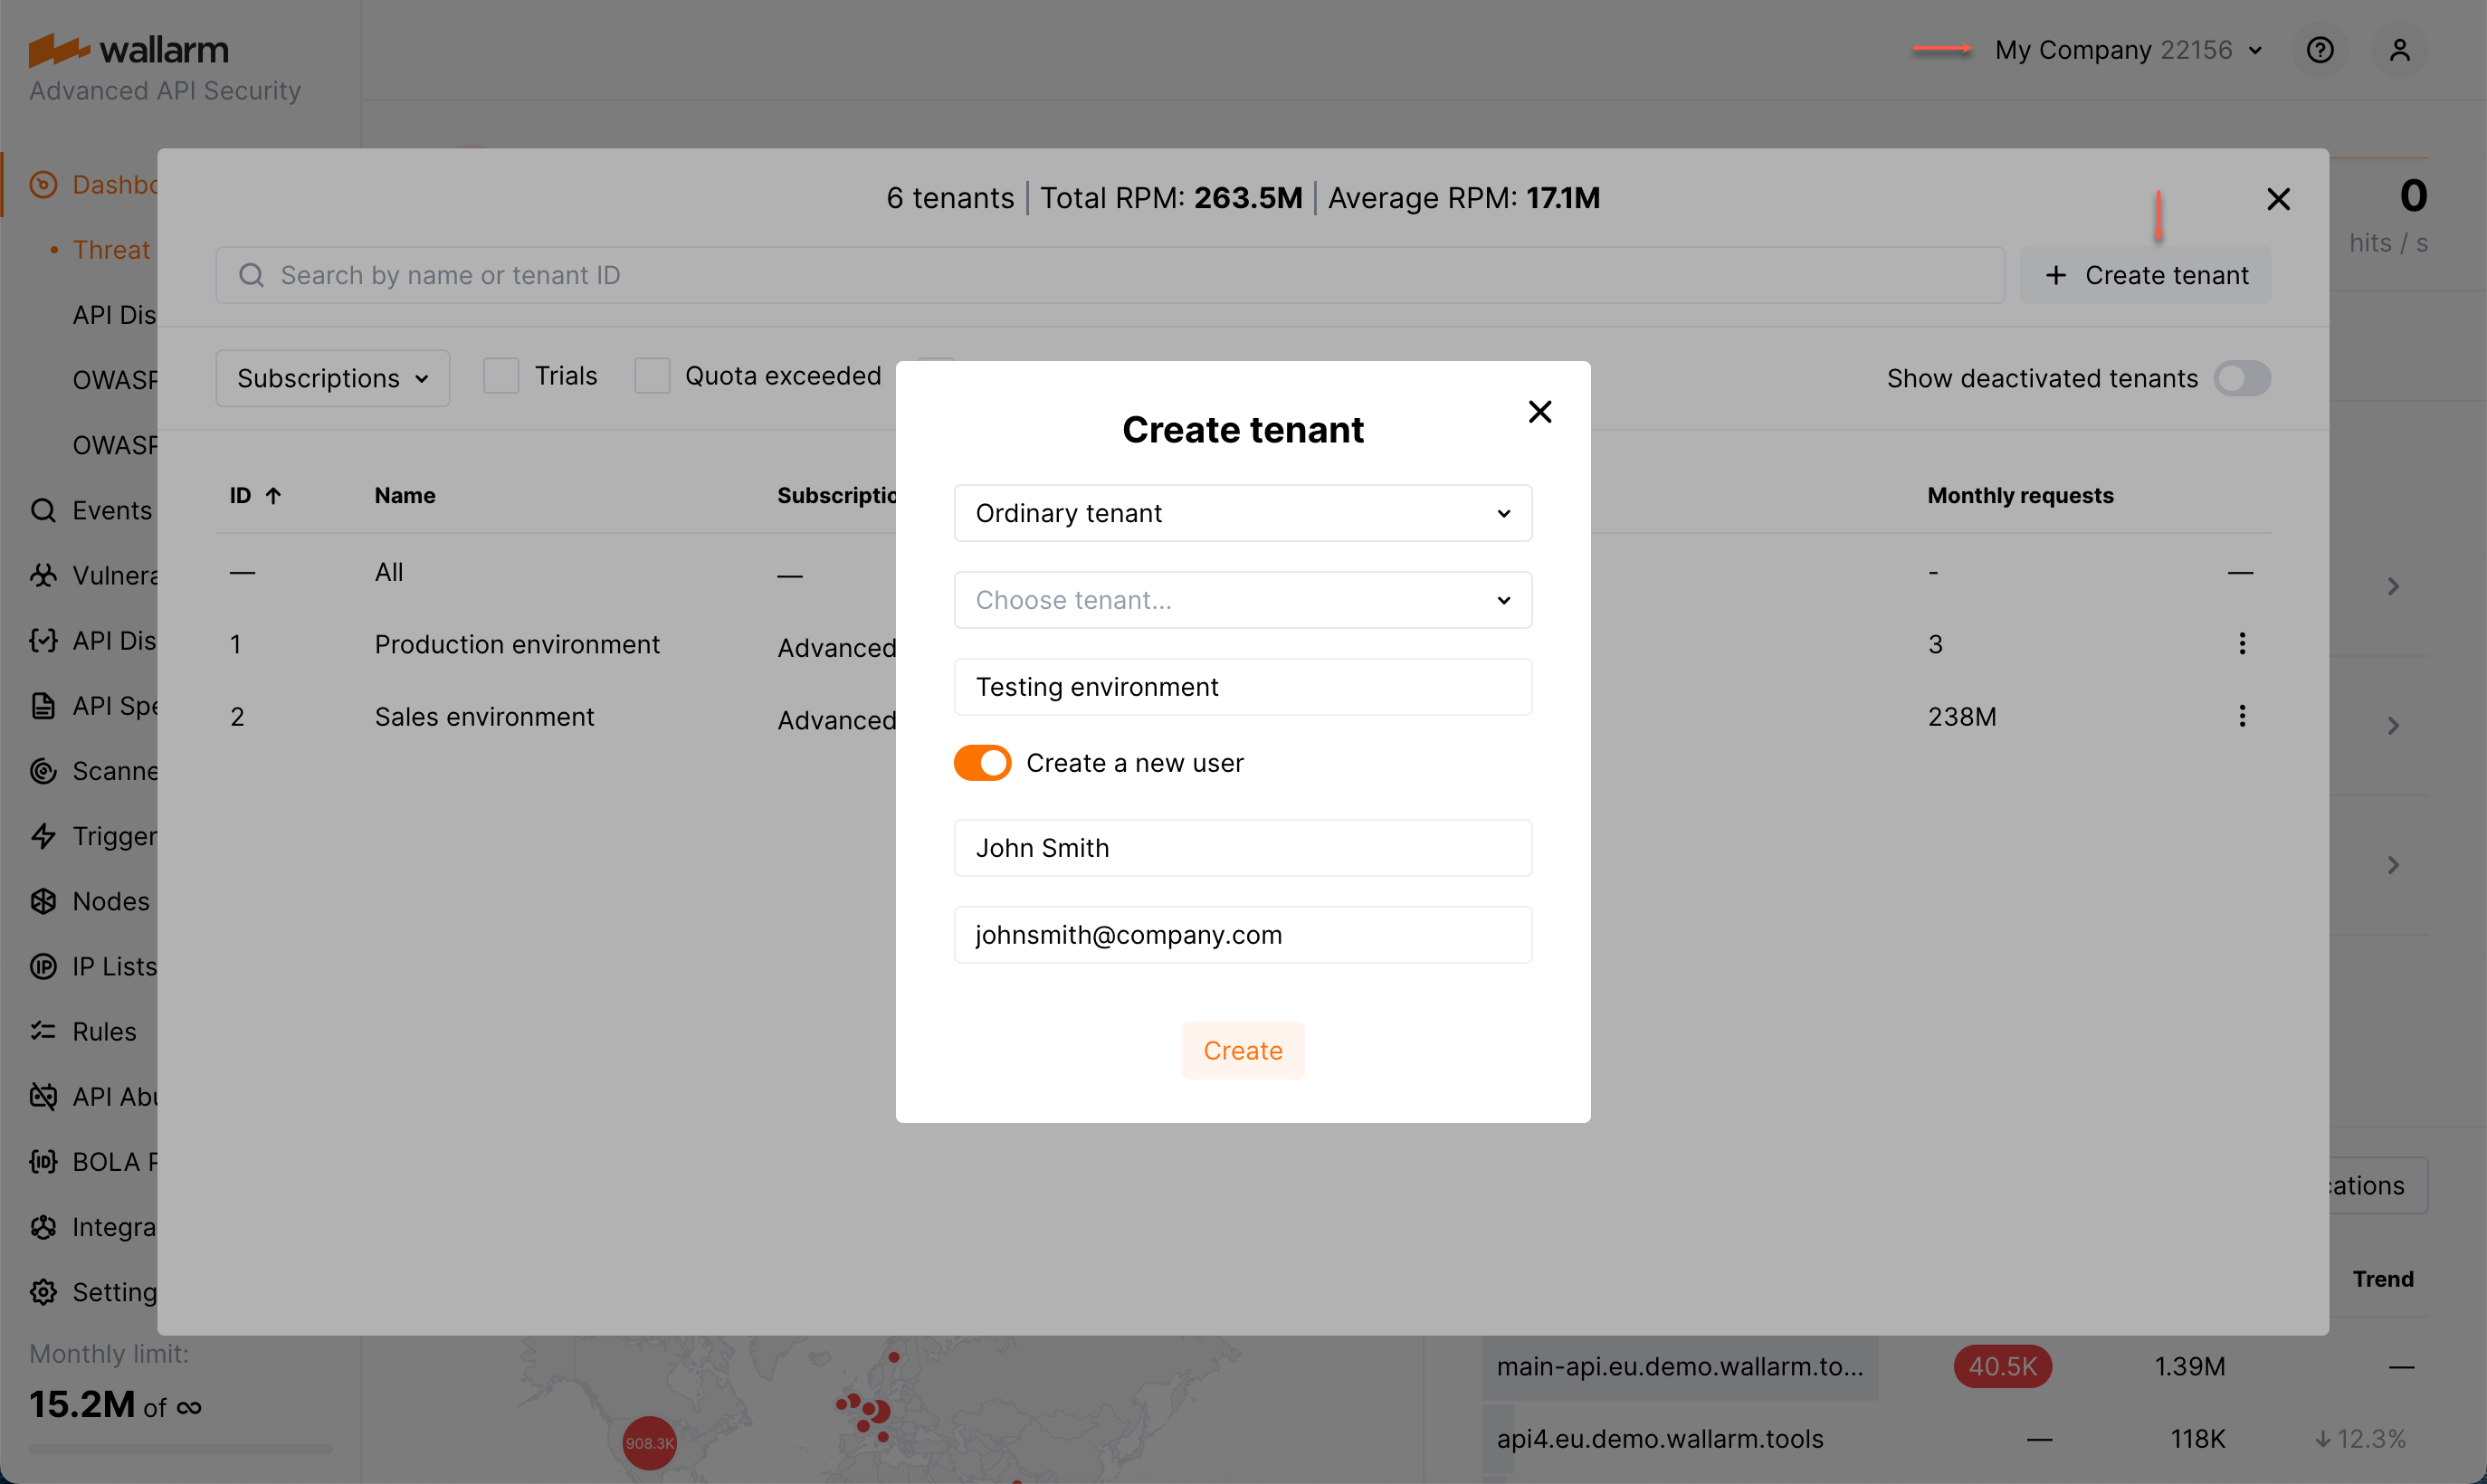 wallarm
Advanced API Security
My Company 22156
Dashbo
Threat
API Dis
OWASP
OWASP
Events
Vulnera
API Dis
API Spe
Scanne
Trigger
Nodes
IP Lists
Rules
API Abu
BOLA P
Integra
Setting
Monthly limit:
15.2M of ∞
6 tenants | Total RPM: 263.5M | Average RPM: 17.1M
0
hits / s
Search by name or tenant ID
+ Create tenant
Subscriptions
Trials
Quota exceeded
Show deactivated tenants
ID ↑ Name Subscriptio Monthly requests
— All — - —
1 Production environment Advanced 3
2 Sales environment Advanced 238M
Create tenant
Ordinary tenant
Choose tenant...
Testing environment
Create a new user
John Smith
johnsmith@company.com
Create
cations
Trend
908.3K
main-api.eu.demo.wallarm.to... 40.5K 1.39M —
api4.eu.demo.wallarm.tools — 118K ↓ 12.3%